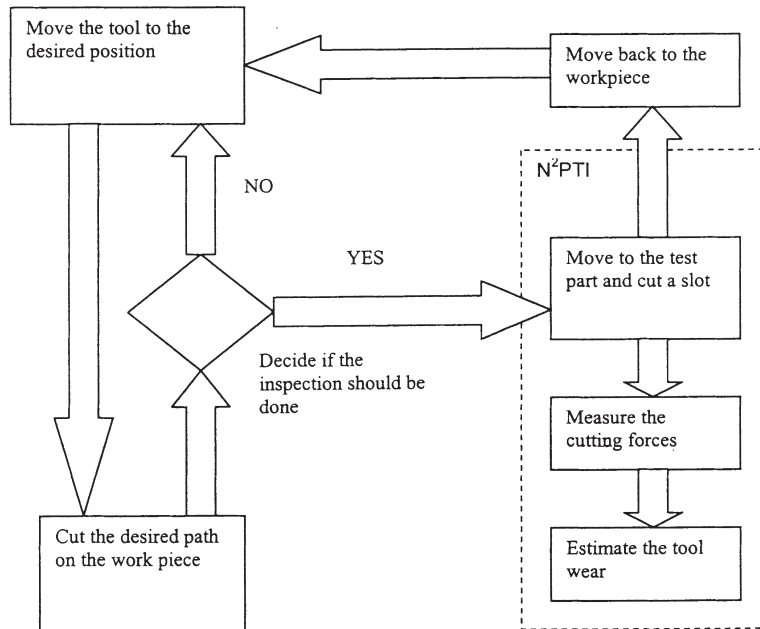 Move the tool to the
desired position
Move back to the
workpiece
NO
N²PTI
YES
Move to the test
part and cut a slot
Decide if the
inspection should be
done
Measure the
cutting forces
Cut the desired path
on the work piece
Estimate the tool
wear